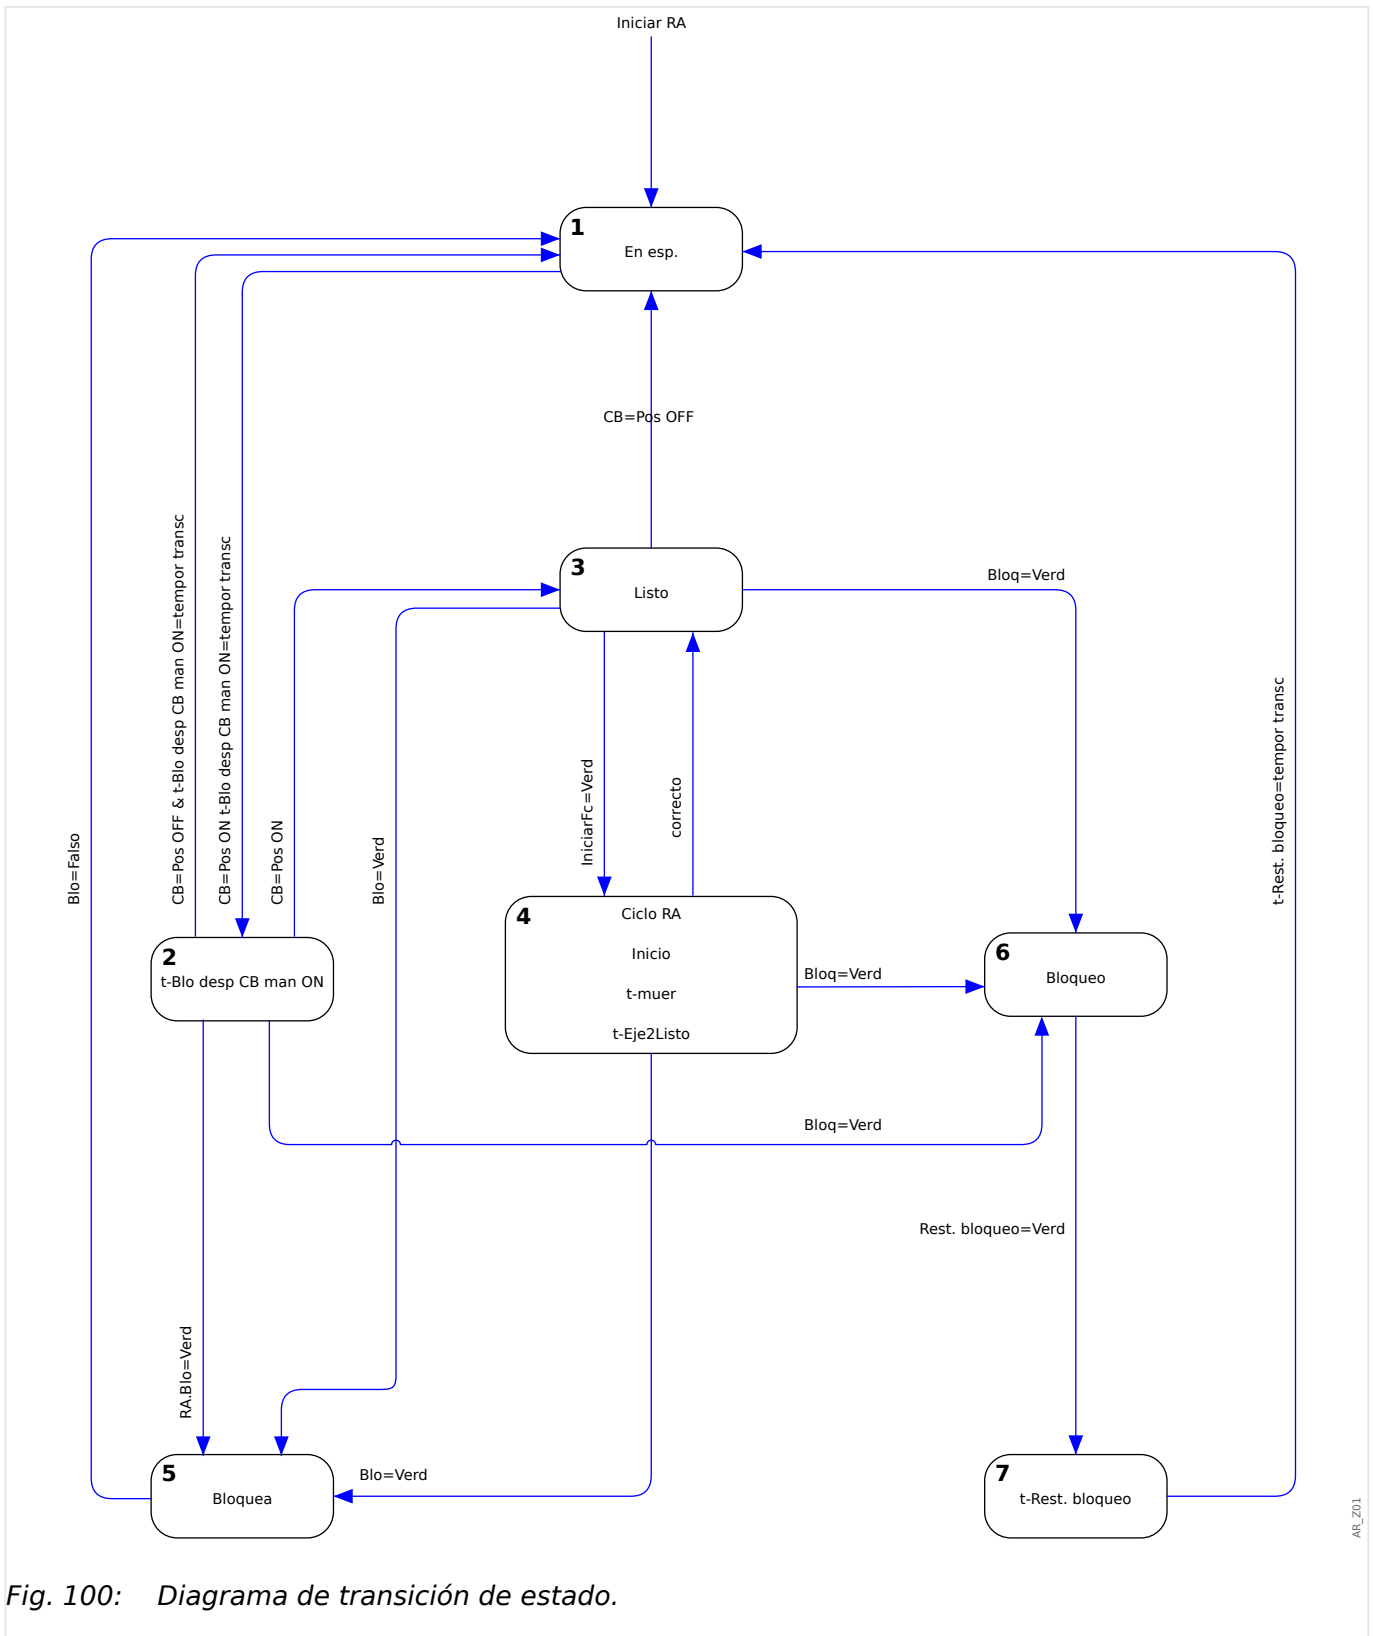 Iniciar RA
1
En esp.
CB=Pos OFF
CB=Pos OFF & t-Blo desp CB man ON=tempor transc
CB=Pos ON t-Blo desp CB man ON=tempor transc
3
Listo
Bloq=Verd
t-Rest. bloqueo=tempor transc
Blo=Falso
CB=Pos ON
Blo=Verd
IniciarFc=Verd
correcto
2
t-Blo desp CB man ON
4
Ciclo RA
Inicio
t-muer
t-Eje2Listo
Bloq=Verd
6
Bloqueo
Bloq=Verd
Rest. bloqueo=Verd
RA.Blo=Verd
5
Bloquea
Blo=Verd
7
t-Rest. bloqueo
AR_Z01
Fig. 100: Diagrama de transición de estado.